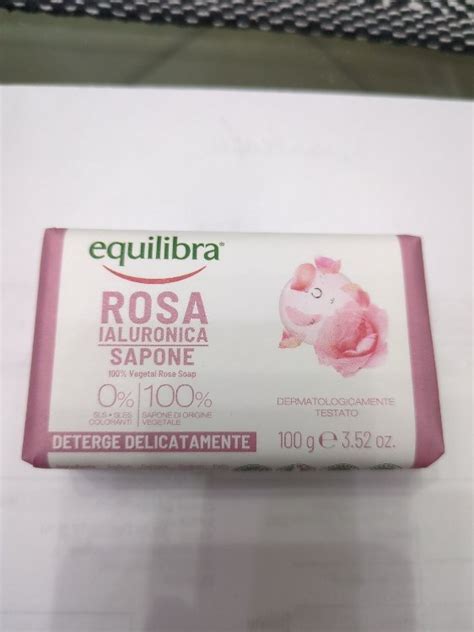 equilibra®
ROSA
IALURONICA
SAPONE
100% Vegetal Rose Soap
0%
SLS • SLES
COLORANTI
100%
SAPONE DI ORIGINE
VEGETALE
DERMATOLOGICAMENTE
TESTATO
DETERGE DELICATAMENTE
100 g ℮ 3.52 oz.